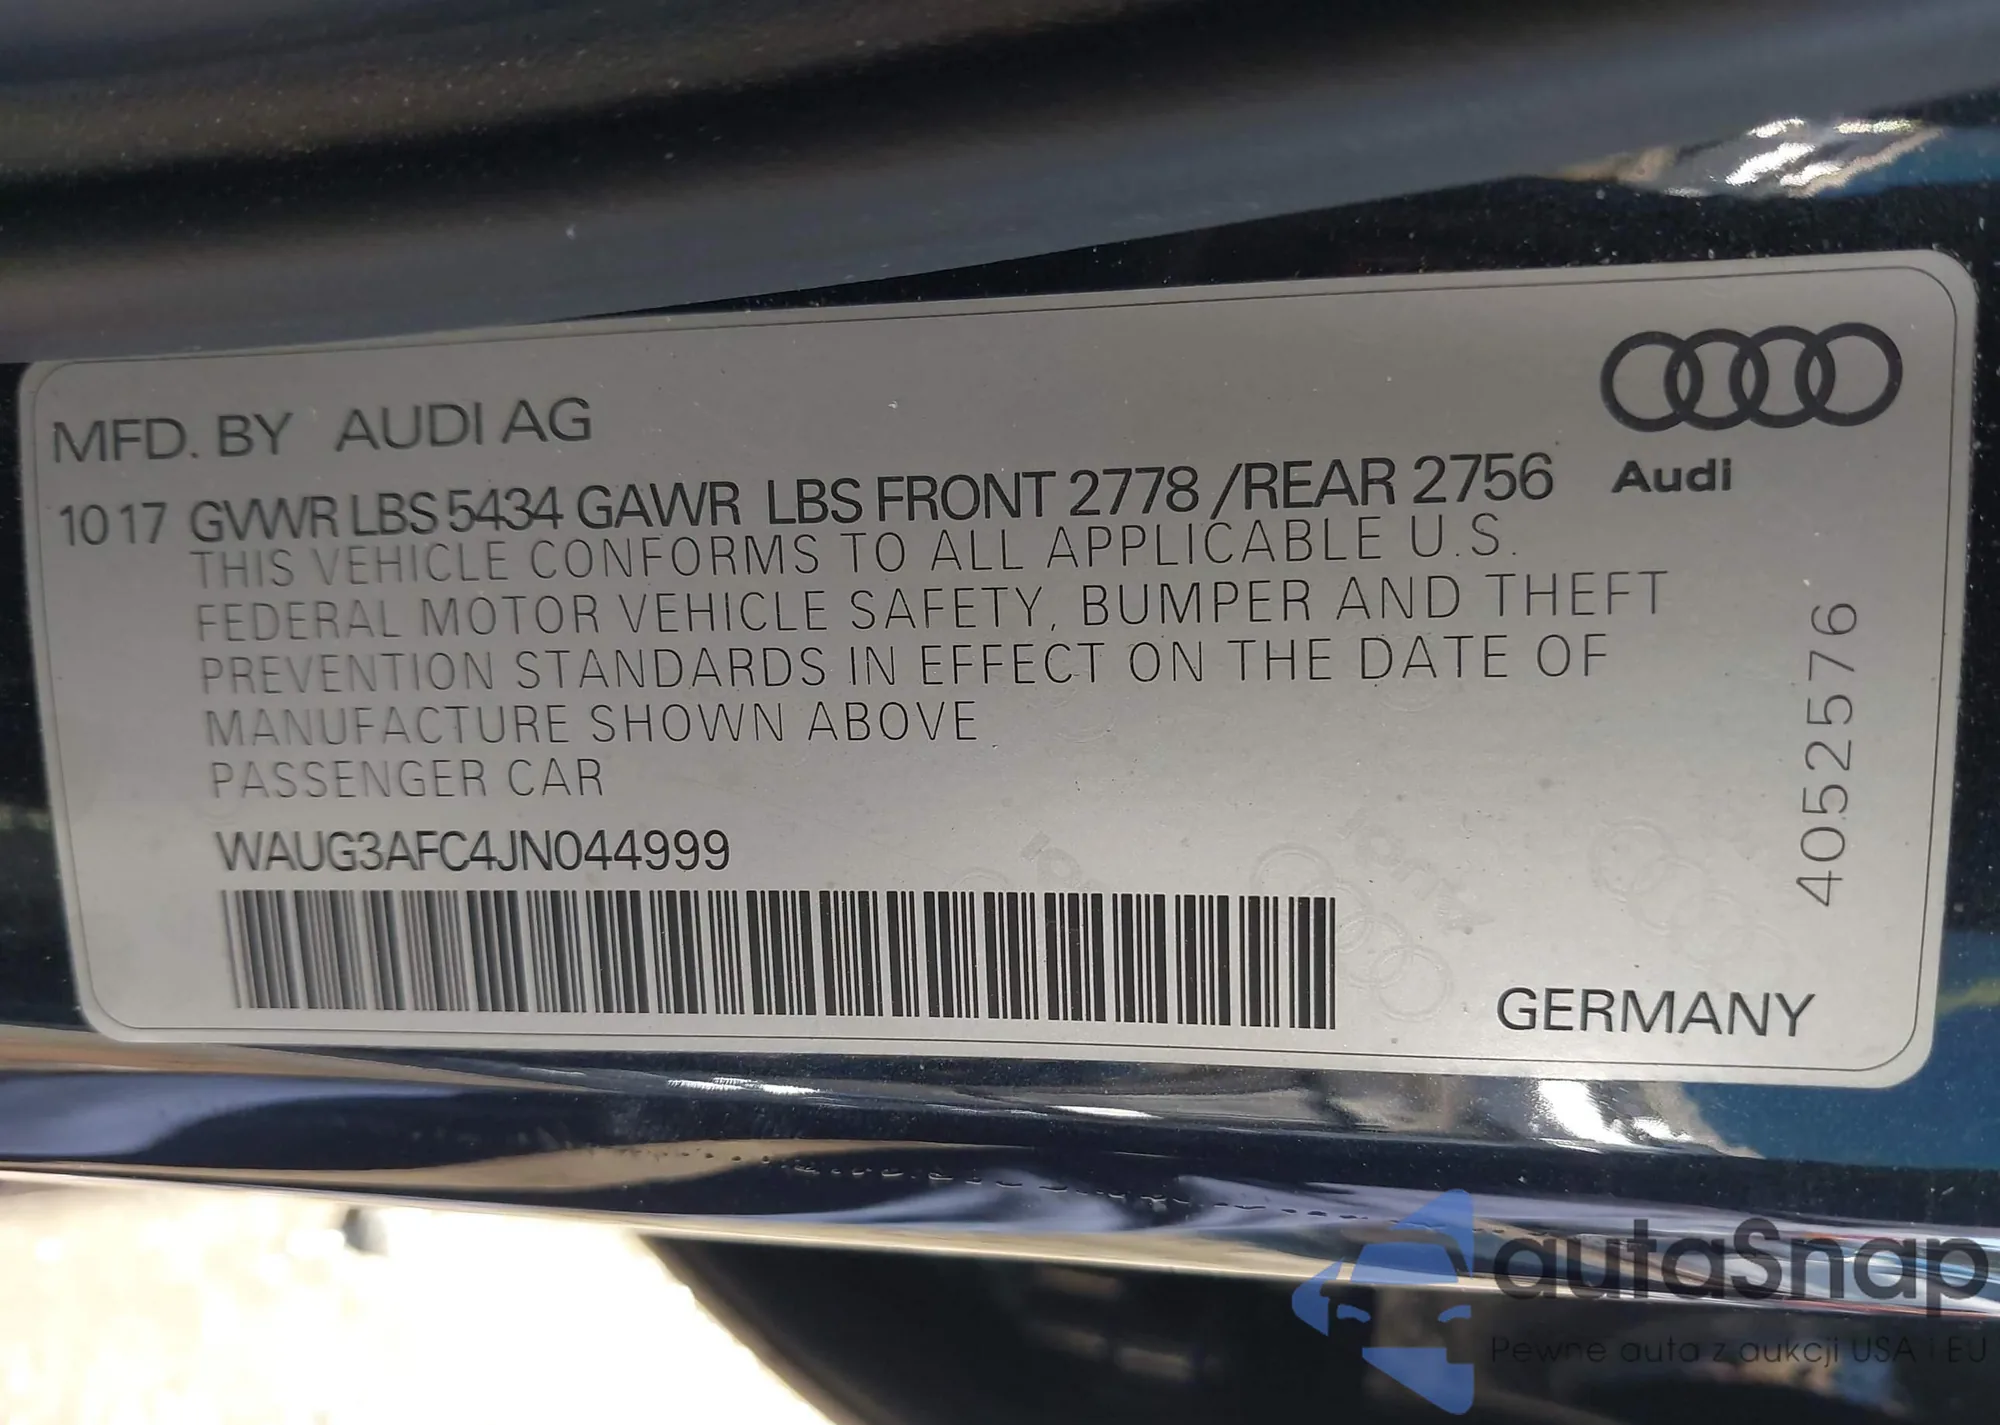 MFD. BY AUDI AG
Audi
10 17 GVWR LBS 5434 GAWR LBS FRONT 2778 /REAR 2756
THIS VEHICLE CONFORMS TO ALL APPLICABLE U.S.
FEDERAL MOTOR VEHICLE SAFETY, BUMPER AND THEFT
PREVENTION STANDARDS IN EFFECT ON THE DATE OF
MANUFACTURE SHOWN ABOVE
PASSENGER CAR
WAUG3AFC4JN044999
4052576
GERMANY
autaSnap
Pewne auta z aukcji USA i EU